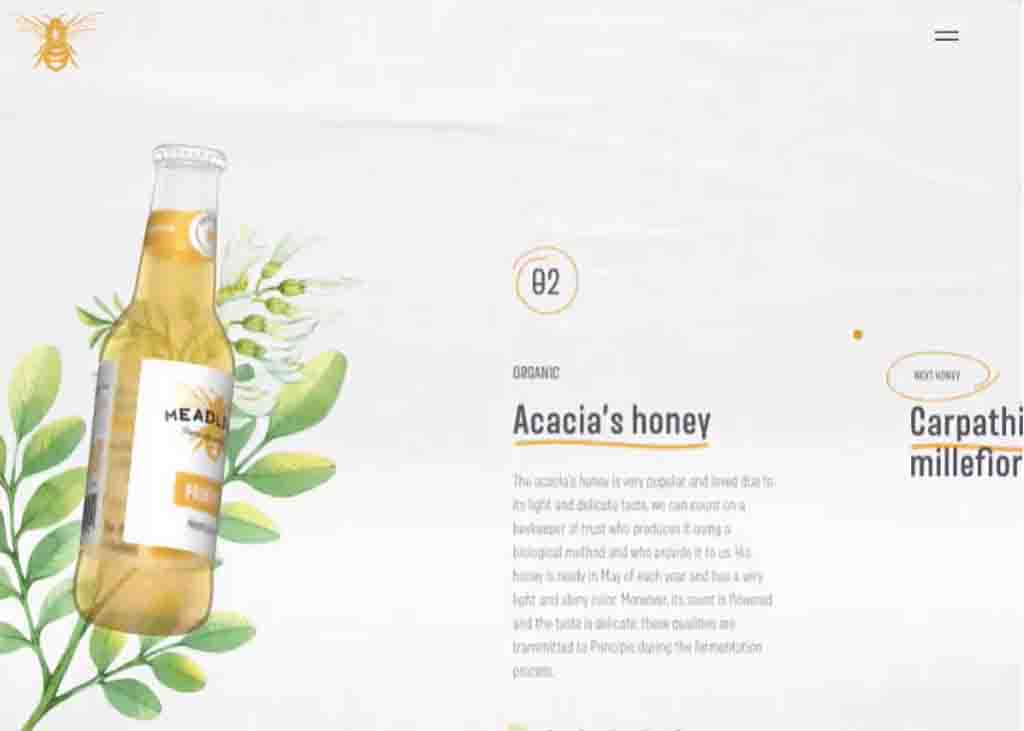 MEADL
02
ORGANIC
Acacia's honey
The acacia's honey is very popular and loved due to
its light and delicate taste, we can count on a
beekeeper of trust who produces it using a
biological method and who provide it to us. His
honey is ready in May of each year and has a very
light and shiny color. Moreover, its scent is flowered
and the taste is delicate: these qualities are
transmitted to Principio during the fermentation
process.
NEXT HONEY
Carpathi
millefior